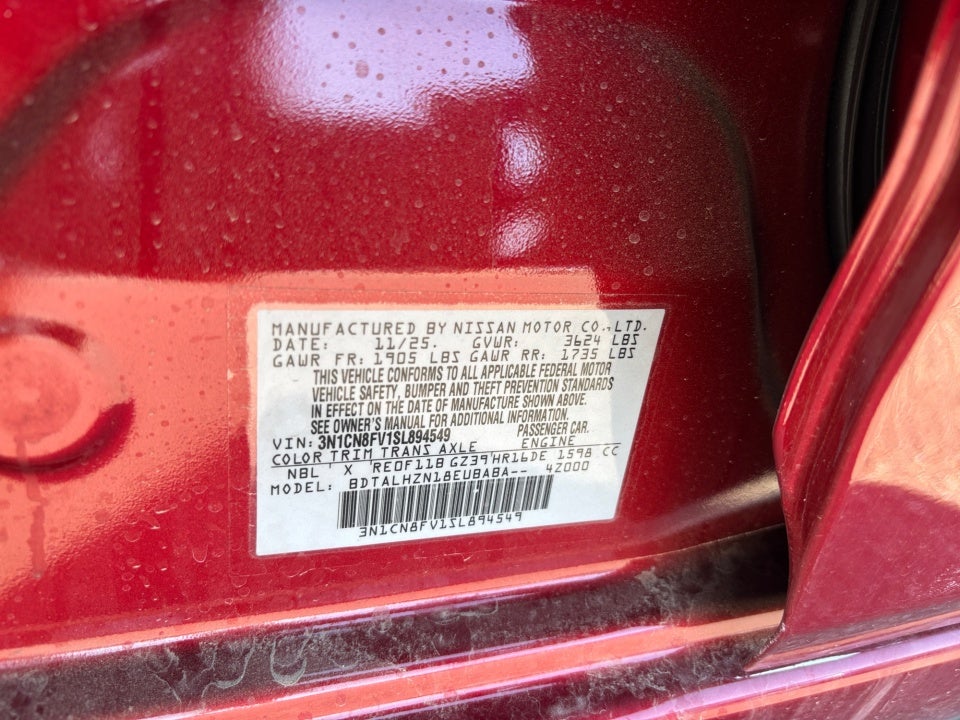 MANUFACTURED BY NISSAN MOTOR CO., LTD.
DATE: 11/25. GVWR: 3624 LBS
GAWR FR: 1905 LBS GAWR RR: 1735 LBS
THIS VEHICLE CONFORMS TO ALL APPLICABLE FEDERAL MOTOR
VEHICLE SAFETY, BUMPER AND THEFT PREVENTION STANDARDS
IN EFFECT ON THE DATE OF MANUFACTURE SHOWN ABOVE.
SEE OWNER'S MANUAL FOR ADDITIONAL INFORMATION.
VIN: 3N1CN8FV1SL894549 PASSENGER CAR.
COLOR TRIM TRANS AXLE ENGINE
NBL X RE0F11B GZ39 HR16DE 1598 CC
MODEL: BDTALHZN18EUBABA-- 42000
3N1CN8FV1SL894549